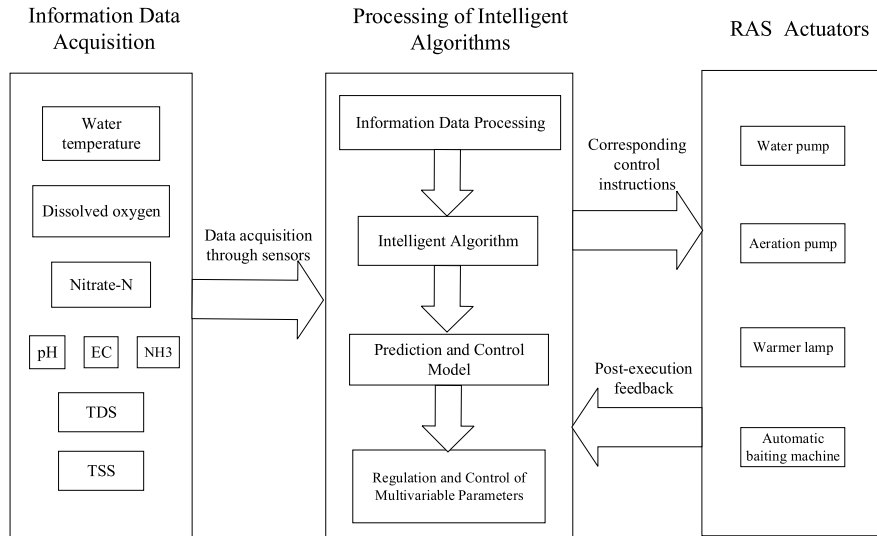 Information Data
Acquisition
Water
temperature
Dissolved oxygen
Nitrate-N
pH
EC
NH3
TDS
TSS
Data acquisition
through sensors
Processing of Intelligent
Algorithms
Information Data Processing
Intelligent Algorithm
Prediction and Control
Model
Regulation and Control of
Multivariable Parameters
Corresponding
control
instructions
Post-execution
feedback
RAS Actuators
Water pump
Aeration pump
Warmer lamp
Automatic
baiting machine